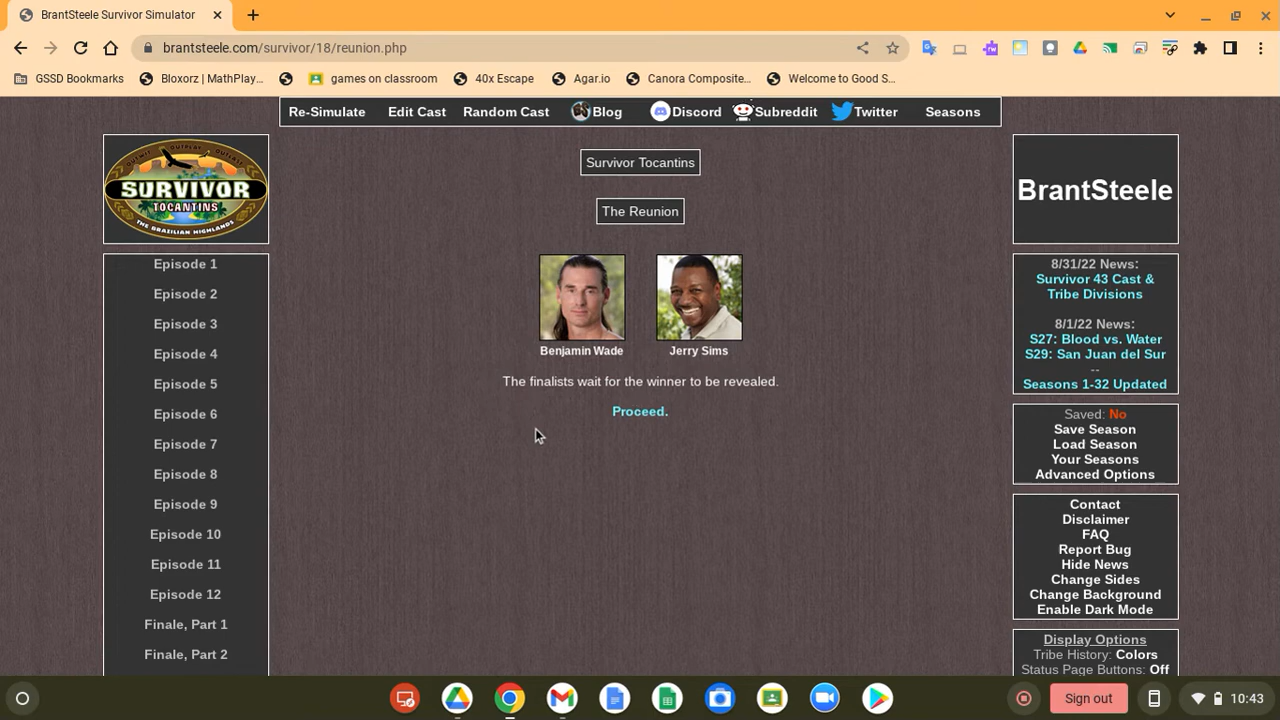 BrantSteele Survivor Simulator
brantsteele.com/survivor/18/reunion.php
GSSD Bookmarks
Bloxorz | MathPlay...
games on classroom
40x Escape
Agar.io
Canora Composite...
Welcome to Good S...
Re-Simulate
Edit Cast
Random Cast
Blog
Discord
Subreddit
Twitter
Seasons
OUTWIT OUTPLAY OUTLAST
SURVIVOR
TOCANTINS
THE BRAZILIAN HIGHLANDS
Episode 1
Episode 2
Episode 3
Episode 4
Episode 5
Episode 6
Episode 7
Episode 8
Episode 9
Episode 10
Episode 11
Episode 12
Finale, Part 1
Finale, Part 2
Survivor Tocantins
The Reunion
Benjamin Wade
Jerry Sims
The finalists wait for the winner to be revealed.
Proceed.
BrantSteele
8/31/22 News:
Survivor 43 Cast &
Tribe Divisions
8/1/22 News:
S27: Blood vs. Water
S29: San Juan del Sur
--
Seasons 1-32 Updated
Saved: No
Save Season
Load Season
Your Seasons
Advanced Options
Contact
Disclaimer
FAQ
Report Bug
Hide News
Change Sides
Change Background
Enable Dark Mode
Display Options
Tribe History: Colors
Status Page Buttons: Off
Sign out
10:43